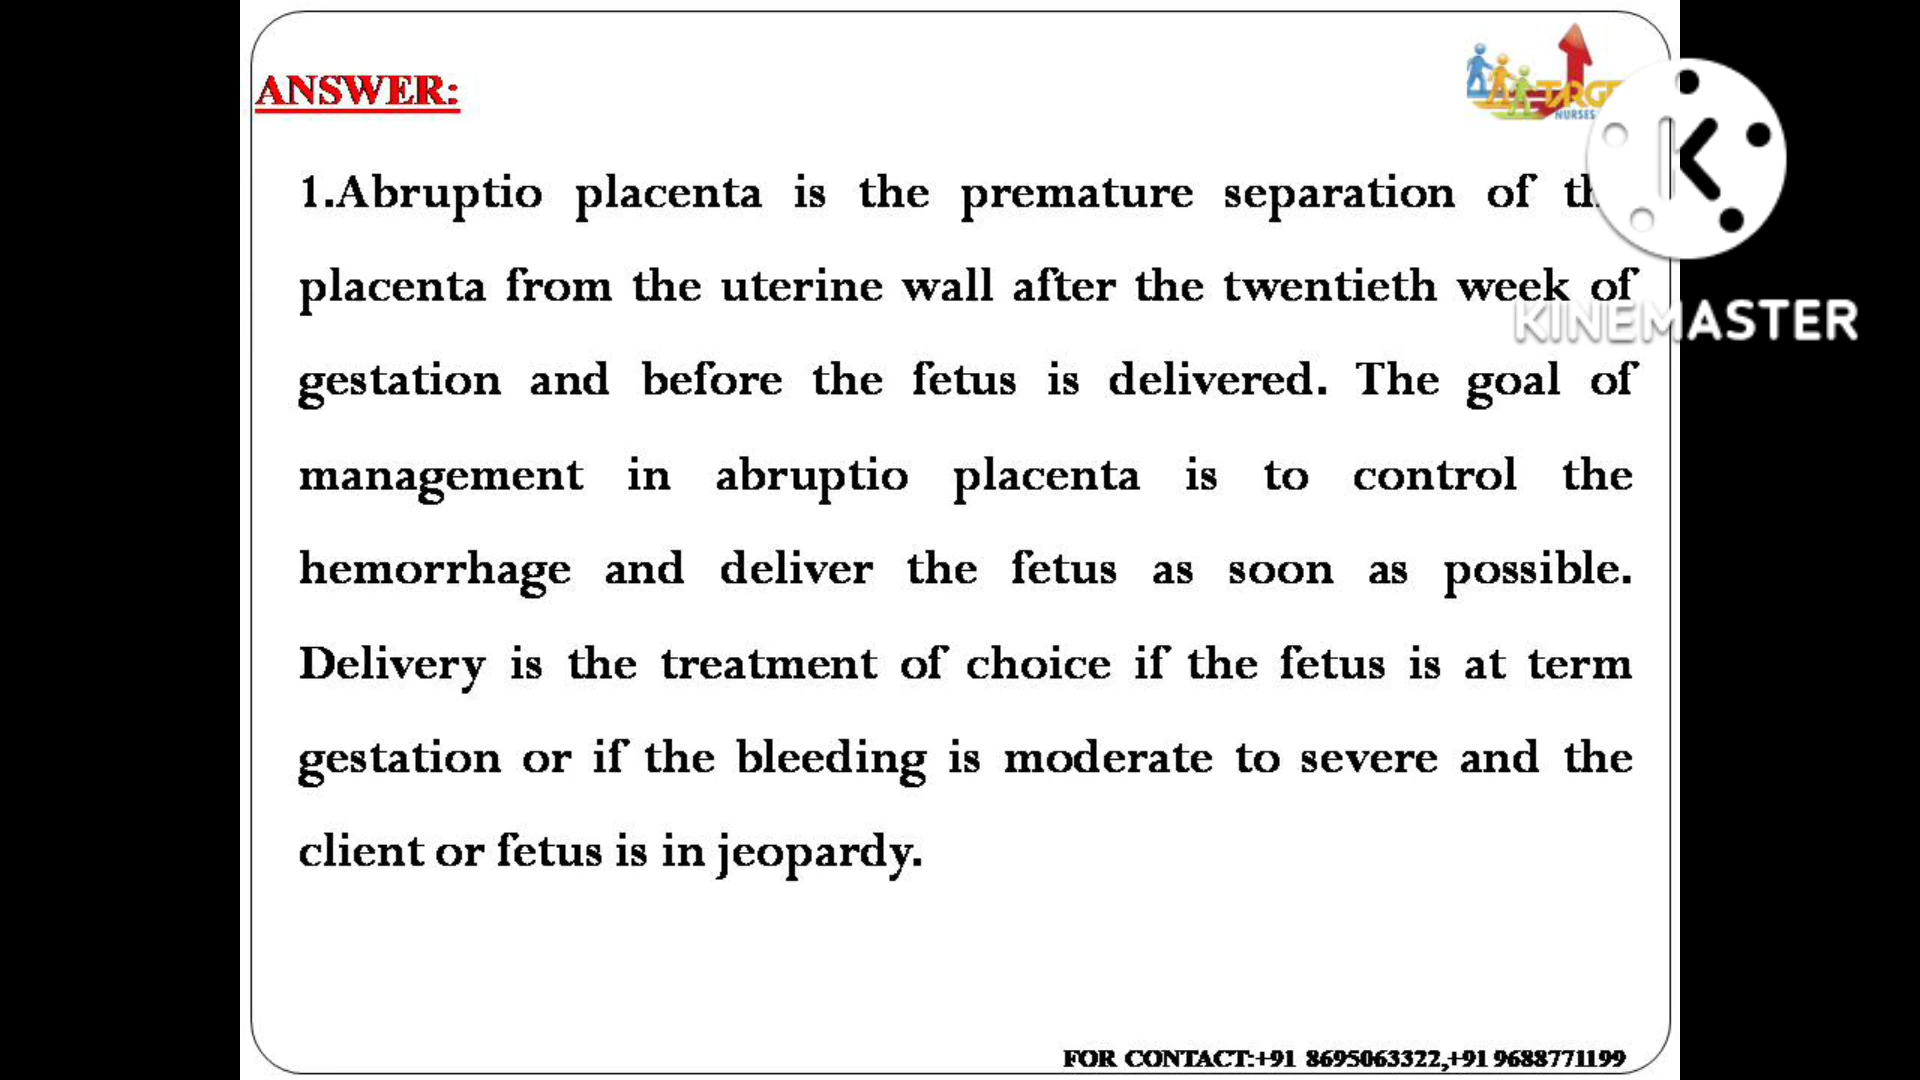 ANSWER:
NURSES
1.Abruptio placenta is the premature separation of
placenta from the uterine wall after the twentieth week of
KINEMASTER
gestation and before the fetus is delivered. The goal of
management in abruptio placenta is to control the
hemorrhage and deliver the fetus as soon as possible.
Delivery is the treatment of choice if the fetus is at term
gestation or if the bleeding is moderate to severe and the
client or fetus is in jeopardy.
FOR CONTACT:+91 8695063322,+91 9688771199